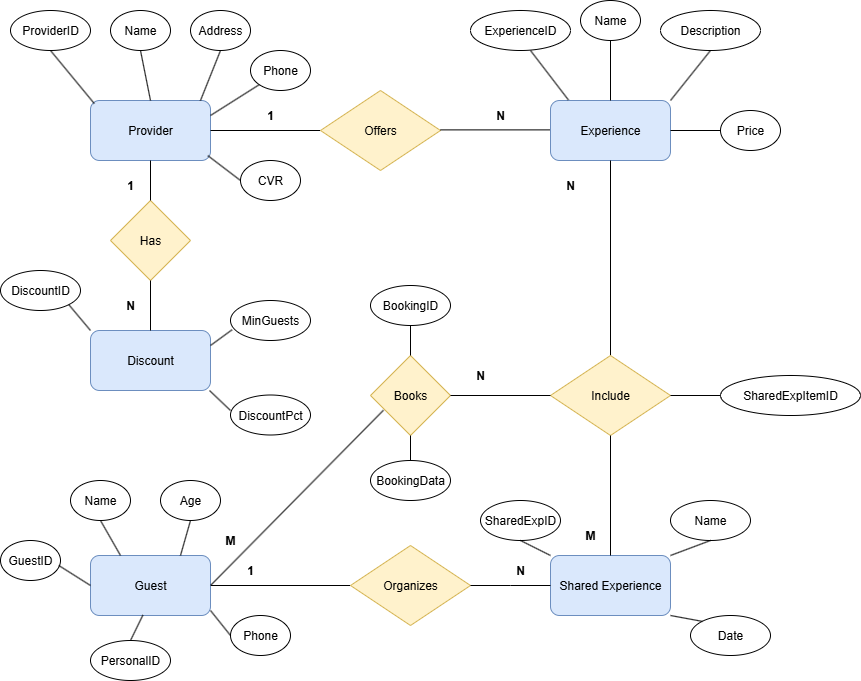 ProviderID
Name
Address
Phone
Provider
CVR
1
Offers
N
ExperienceID
Name
Description
Experience
Price
1
N
Has
N
DiscountID
MinGuests
Discount
DiscountPct
BookingID
Books
N
Include
SharedExpItemID
BookingData
M
M
Name
Age
GuestID
Guest
1
Organizes
N
PersonalID
Phone
SharedExpID
Name
Shared Experience
Date